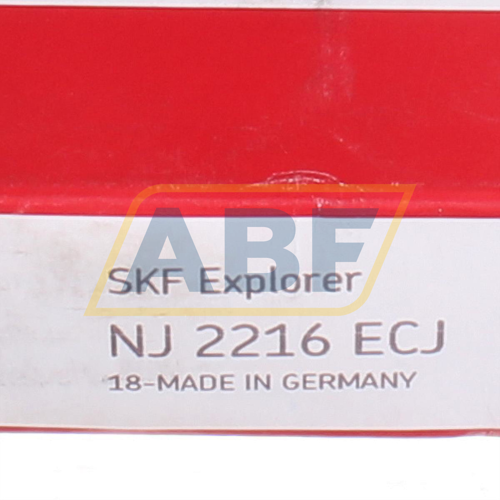 ABF
SKF Explorer
NJ 2216 ECJ
18-MADE IN GERMANY